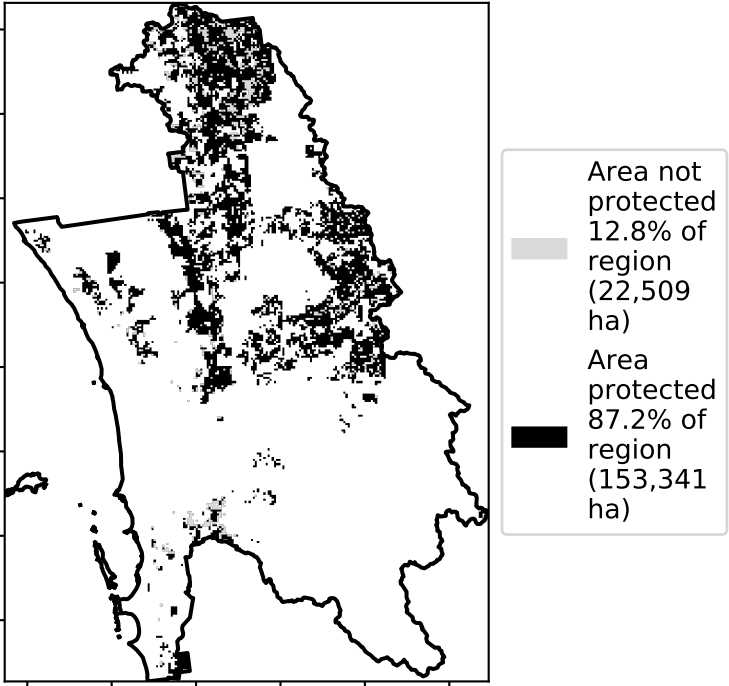 Area not
protected
12.8% of
region
(22,509
ha)
Area
protected
87.2% of
region
(153,341
ha)